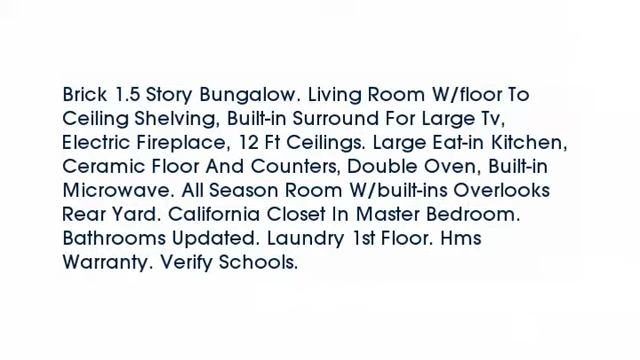 Brick 1.5 Story Bungalow. Living Room W/floor To
Ceiling Shelving, Built-in Surround For Large Tv,
Electric Fireplace, 12 Ft Ceilings. Large Eat-in Kitchen,
Ceramic Floor And Counters, Double Oven, Built-in
Microwave. All Season Room W/built-ins Overlooks
Rear Yard. California Closet In Master Bedroom.
Bathrooms Updated. Laundry 1st Floor. Hms
Warranty. Verify Schools.